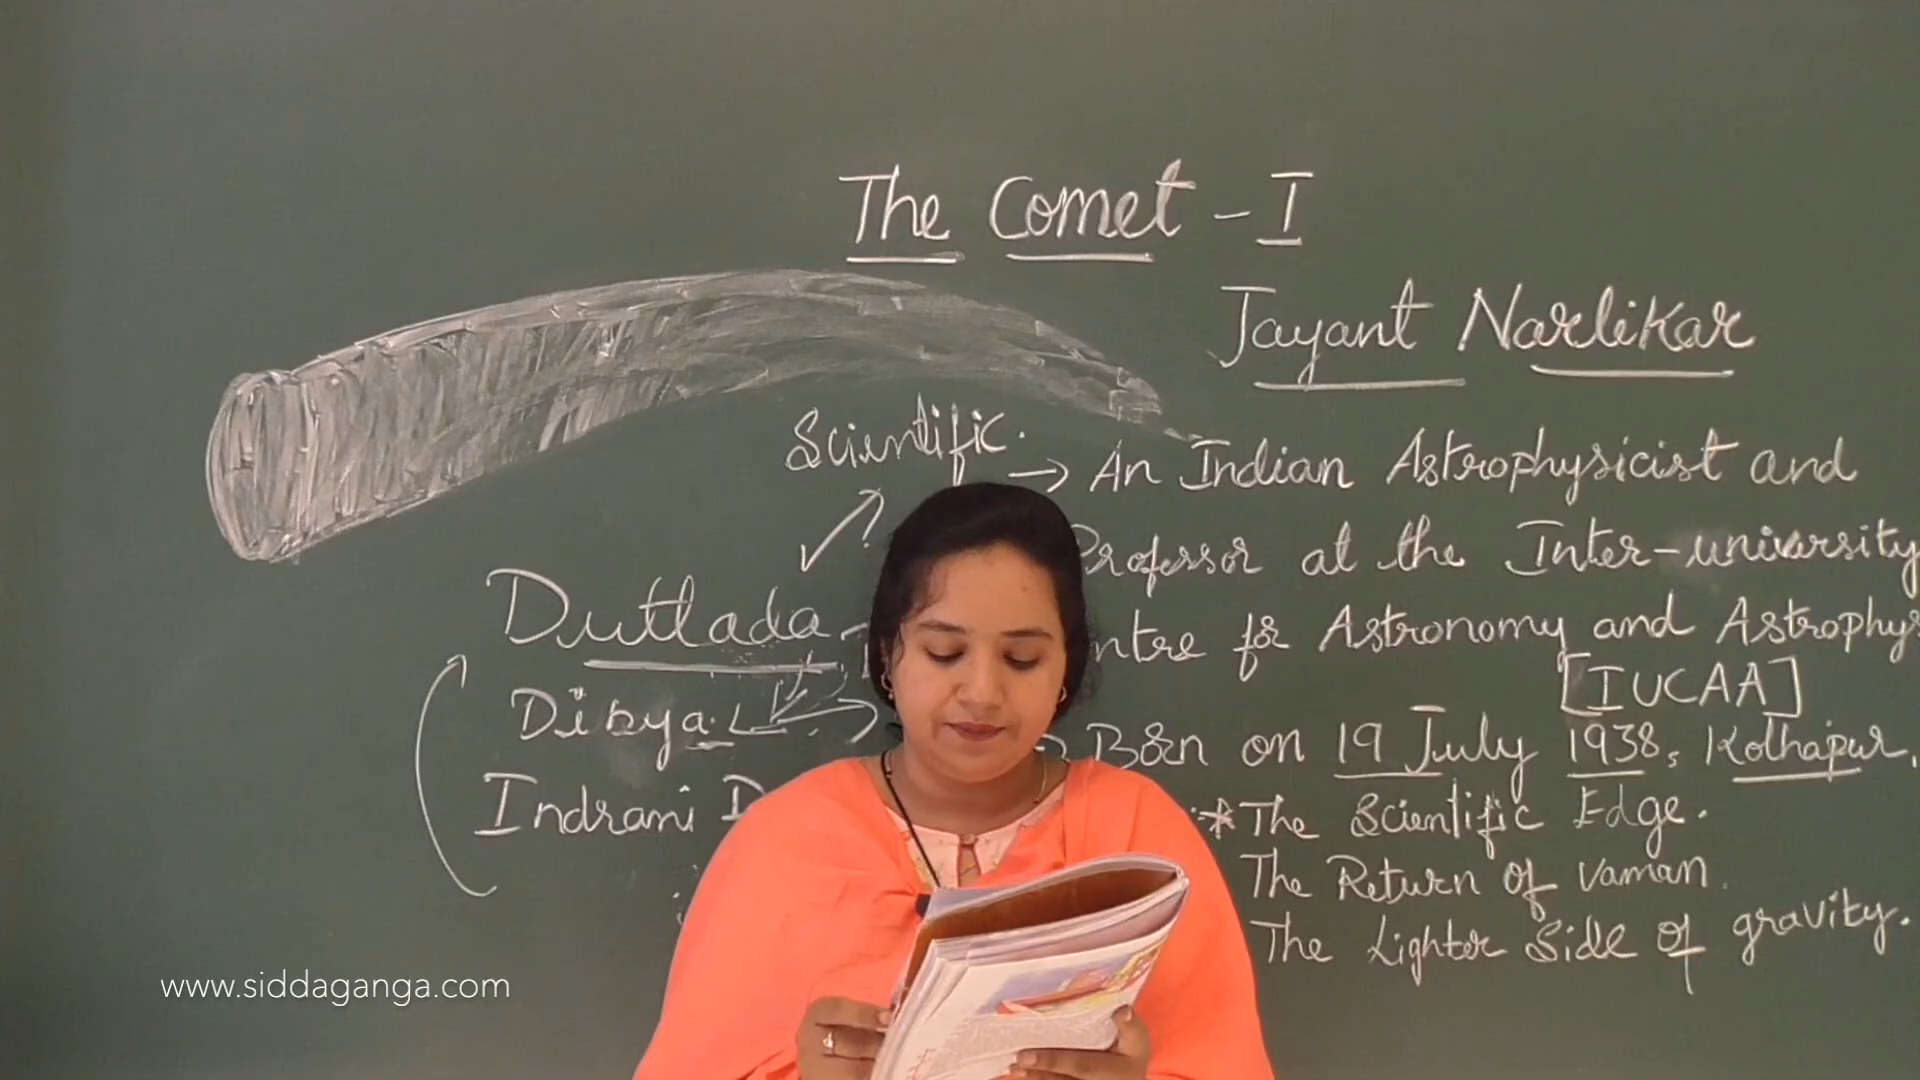 The Comet - I
Jayant Narlikar
Scientific.
→ An Indian Astrophysicist and
Professor at the Inter-university
Duttada
ntre for Astronomy and Astrophys
[IUCAA]
Dibya
Born on 19 July 1938, Kolhapur,
Indrani D
* The Scientific Edge.
The Return of Vaman.
The Lighter Side of gravity.
www.siddaganga.com